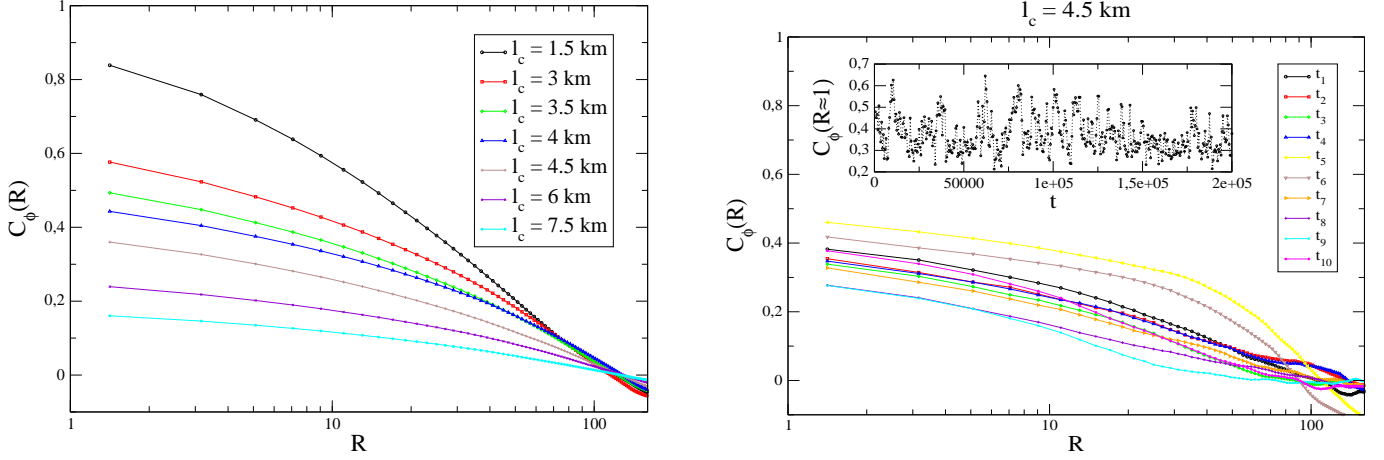 1
0,8
0,6
0,4
0,2
0
1
10
100
R
C_ϕ(R)
l_c = 1.5 km
l_c = 3 km
l_c = 3.5 km
l_c = 4 km
l_c = 4.5 km
l_c = 6 km
l_c = 7.5 km
l_c = 4.5 km
1
0,8
0,6
0,4
0,2
0
1
10
100
R
C_ϕ(R)
0,7
0,6
0,5
0,4
0,3
0,2
0
50000
1e+05
1,5e+05
2e+05
t
C_ϕ(R≈1)
t_1
t_2
t_3
t_4
t_5
t_6
t_7
t_8
t_9
t_10